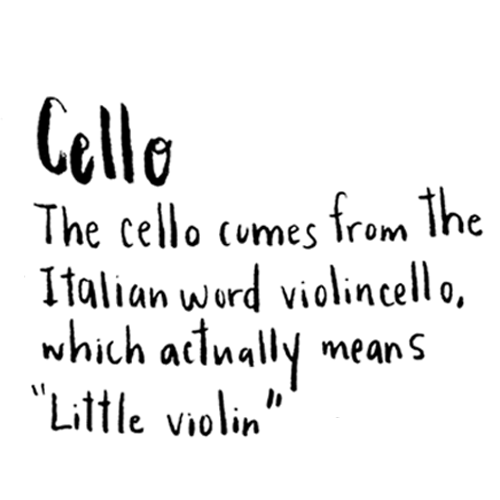 Cello
The cello comes from the
Italian word violincello,
which actually means
"Little violin"